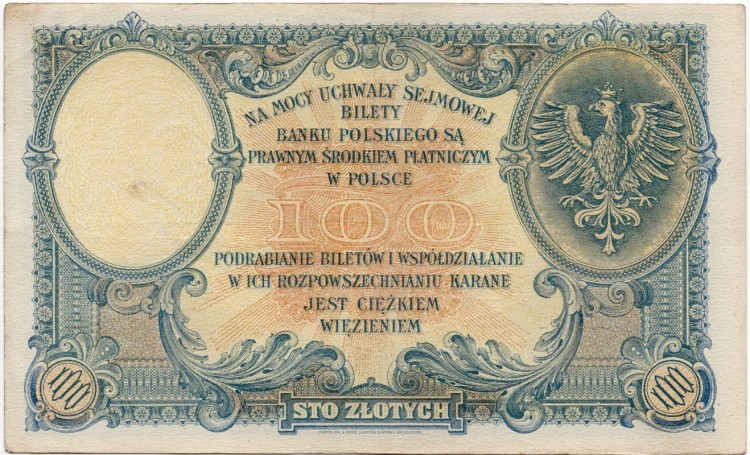 NA MOCY UCHWAŁY SEJMOWEJ
BILETY
BANKU POLSKIEGO SĄ
PRAWNYM ŚRODKIEM PŁATNICZYM
W POLSCE
100
PODRABIANIE BILETÓW I WSPÓŁDZIAŁANIE
W ICH ROZPOWSZECHNIANIU KARANE
JEST CIĘŻKIEM
WIĘZIENIEM
100
STO ZŁOTYCH
100